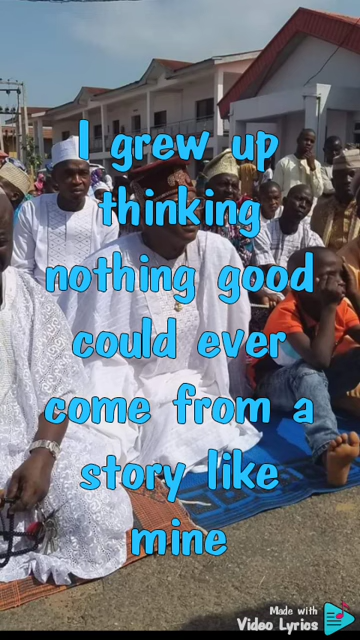 I grew up
thinking
nothing good
could ever
come from a
story like
mine
Made with
Video Lyrics